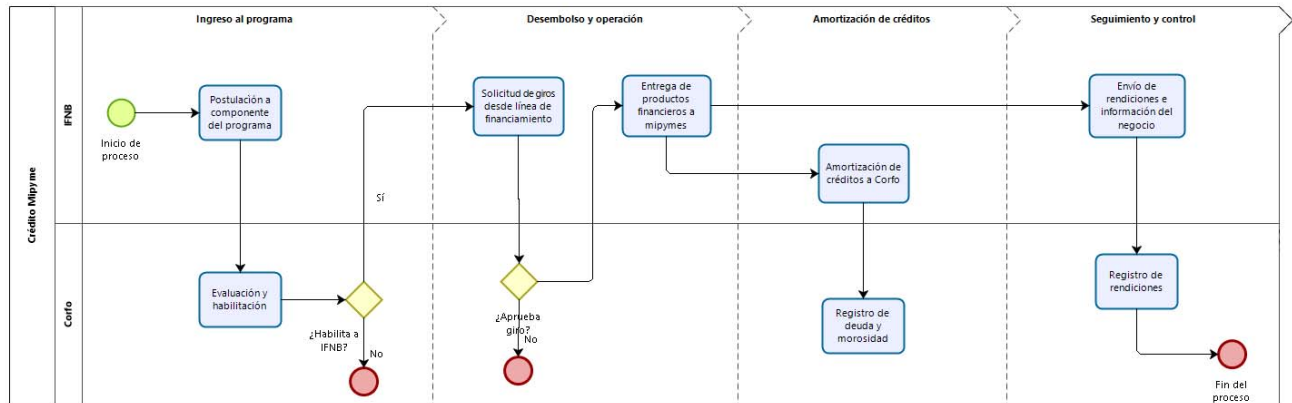 Ingreso al programa
Desembolso y operación
Amortización de créditos
Seguimiento y control
Crédito Mipyme
IFNB
Inicio de
proceso
Postulación a
componente
del programa
Sí
Solicitud de giros
desde línea de
financiamiento
Entrega de
productos
financieros a
mipymes
Amortización de
créditos a Corfo
Envío de
rendiciones e
información del
negocio
Corfo
Evaluación y
habilitación
¿Habilita a
IFNB?
No
¿Aprueba
giro?
No
Registro de
deuda y
morosidad
Registro de
rendiciones
Fin del
proceso